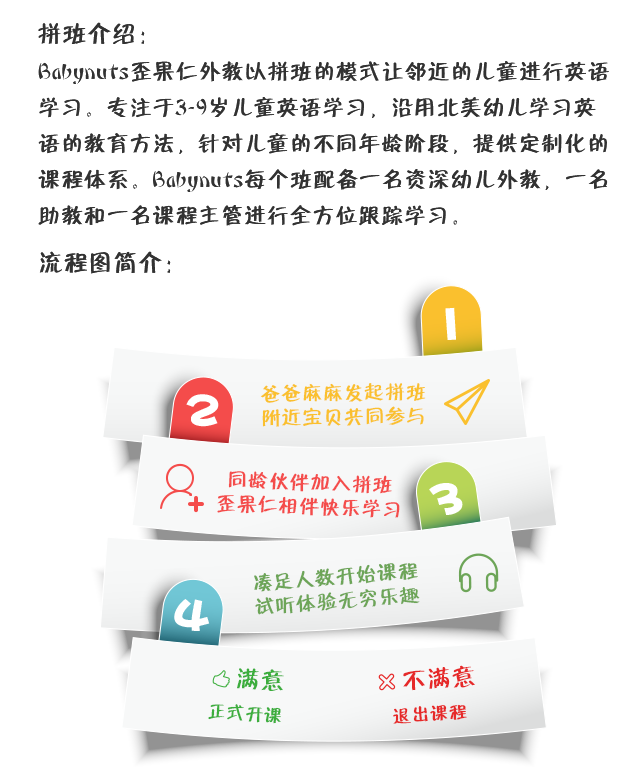 拼班介绍：
Babynuts歪果仁外教以拼班的模式让邻近的儿童进行英语
学习。专注于3-9岁儿童英语学习，沿用北美幼儿学习英
语的教育方法，针对儿童的不同年龄阶段，提供定制化的
课程体系。Babynuts每个班配备一名资深幼儿外教，一名
助教和一名课程主管进行全方位跟踪学习。
流程图简介：
1
爸爸麻麻发起拼班
附近宝贝共同参与
2
同龄伙伴加入拼班
歪果仁相伴快乐学习
3
凑足人数开始课程
试听体验无穷乐趣
4
满意
正式开课
不满意
退出课程